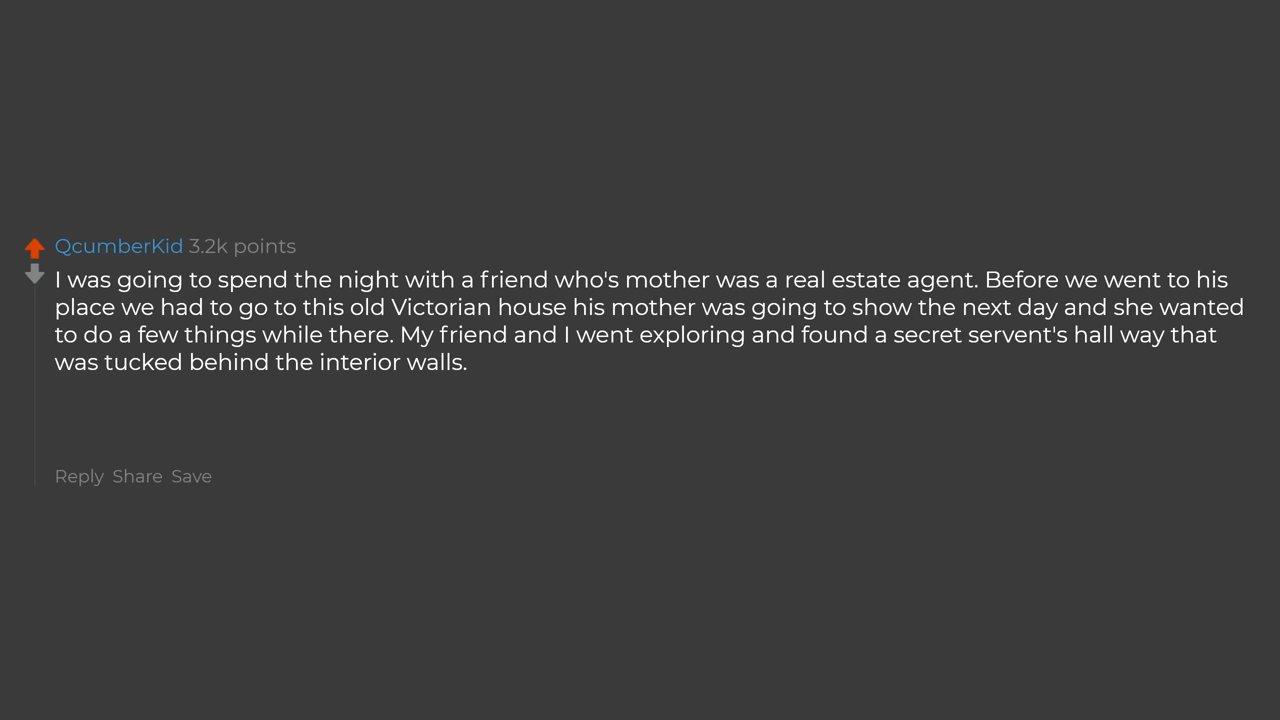 QcumberKid 3.2k points
I was going to spend the night with a friend who's mother was a real estate agent. Before we went to his
place we had to go to this old Victorian house his mother was going to show the next day and she wanted
to do a few things while there. My friend and I went exploring and found a secret servent's hall way that
was tucked behind the interior walls.
Reply Share Save